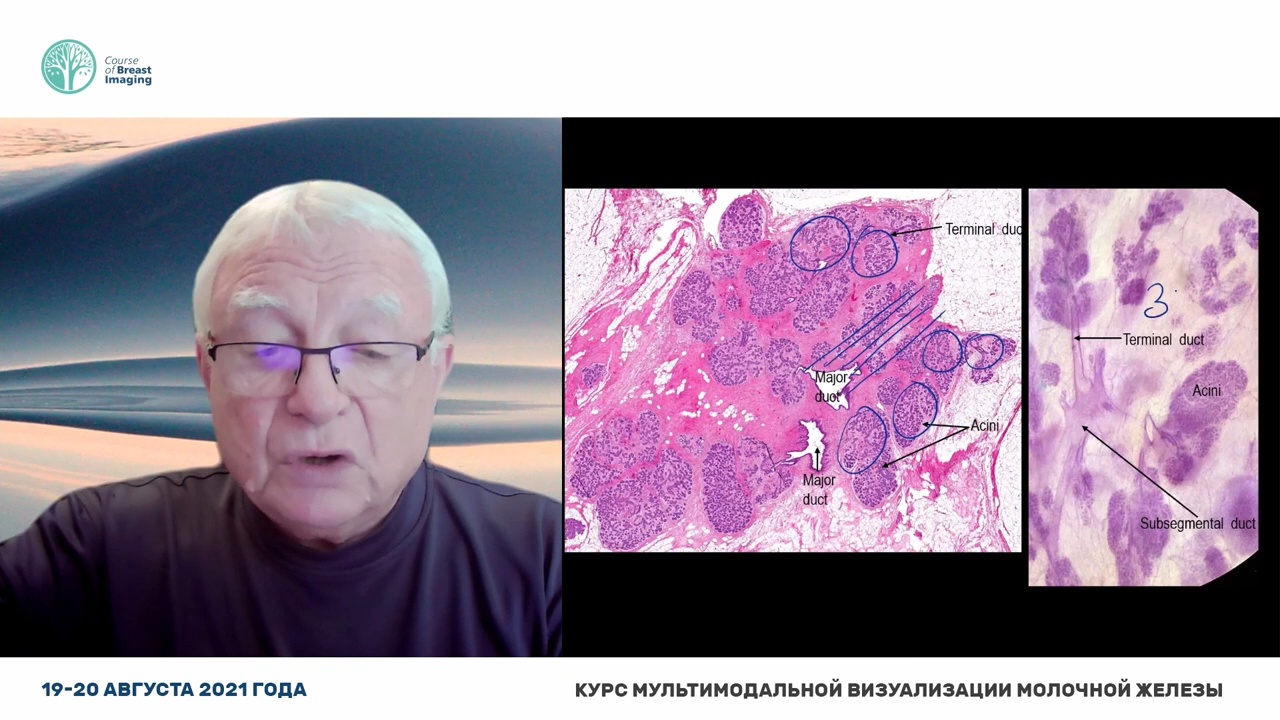 Course
of Breast
Imaging
Terminal duc
Major
duct
Acini
Major
duct
3
Terminal duct
Acini
Subsegmental duct
19-20 АВГУСТА 2021 ГОДА
КУРС МУЛЬТИМОДАЛЬНОЙ ВИЗУАЛИЗАЦИИ МОЛОЧНОЙ ЖЕЛЕЗЫ